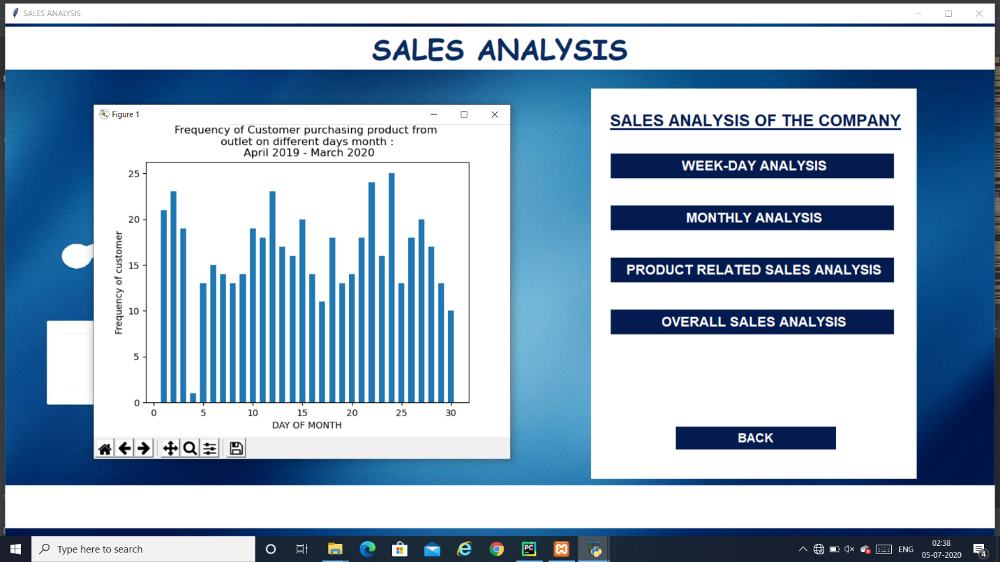 SALES ANALYSIS
SALES ANALYSIS
Figure 1
Frequency of Customer purchasing product from
outlet on different days month :
April 2019 - March 2020
25
20
15
10
5
0
Frequency of customer
0 5 10 15 20 25 30
DAY OF MONTH
SALES ANALYSIS OF THE COMPANY
WEEK-DAY ANALYSIS
MONTHLY ANALYSIS
PRODUCT RELATED SALES ANALYSIS
OVERALL SALES ANALYSIS
BACK
Type here to search
PC
ENG
02:38
05-07-2020
4